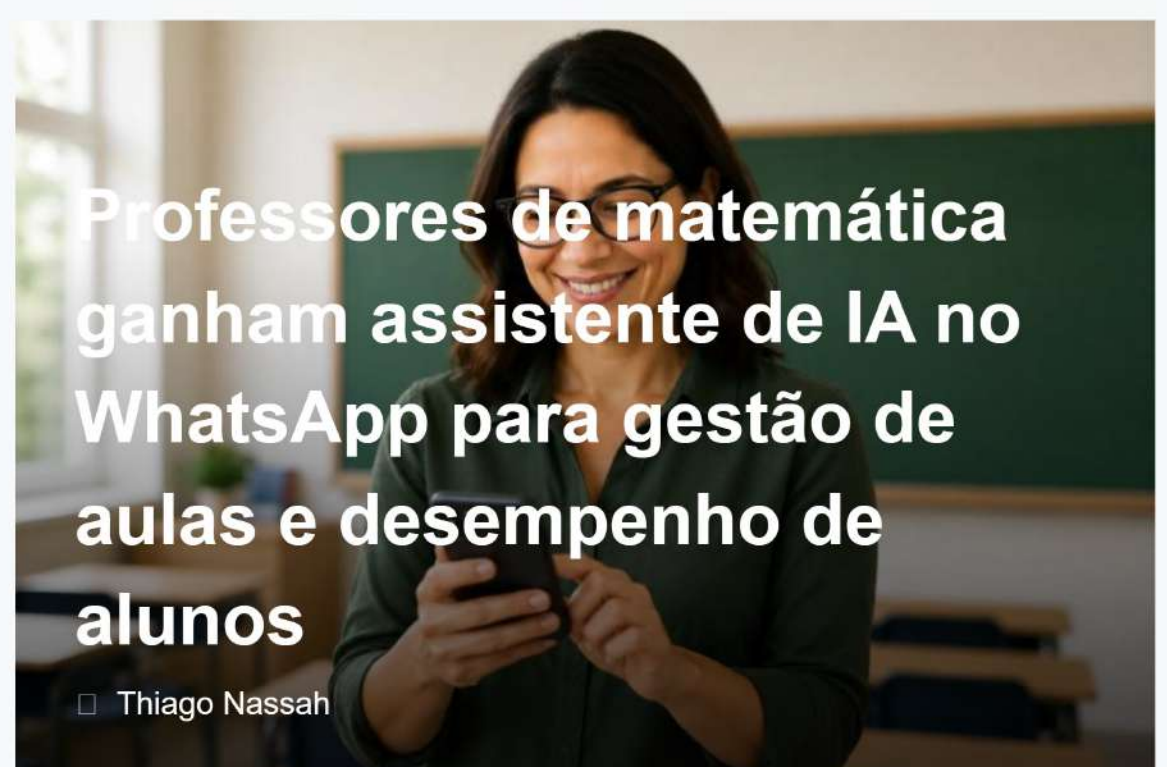 Professores de matemática
ganham assistente de IA no
WhatsApp para gestão de
aulas e desempenho de
alunos
Thiago Nassah